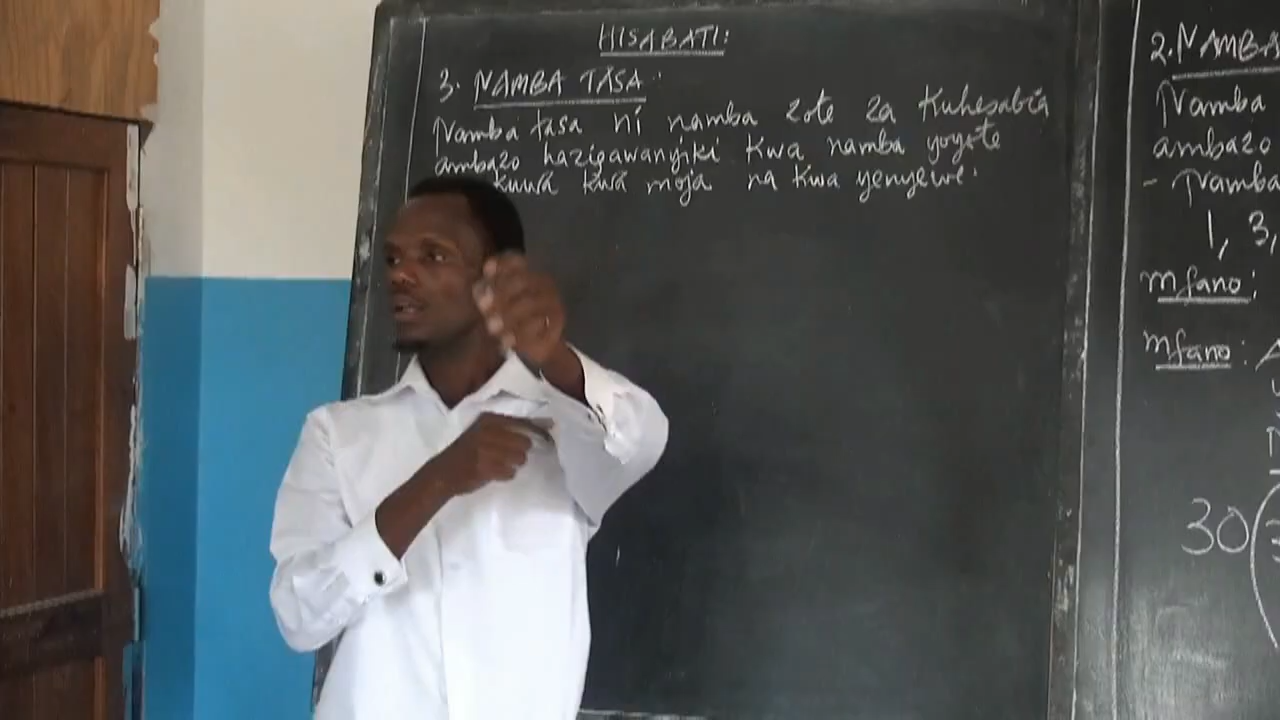 HISABATI:
3. NAMBA TASA:
Namba tasa ni namba zote za Kuhesabia
ambazo hazigawanyiki kwa namba yoyote
kuwa kwa moja na kwa yenyewe.
2. NAMBA
Namba
ambazo
- Namba
1, 3,
mfano:
mfano: A
30